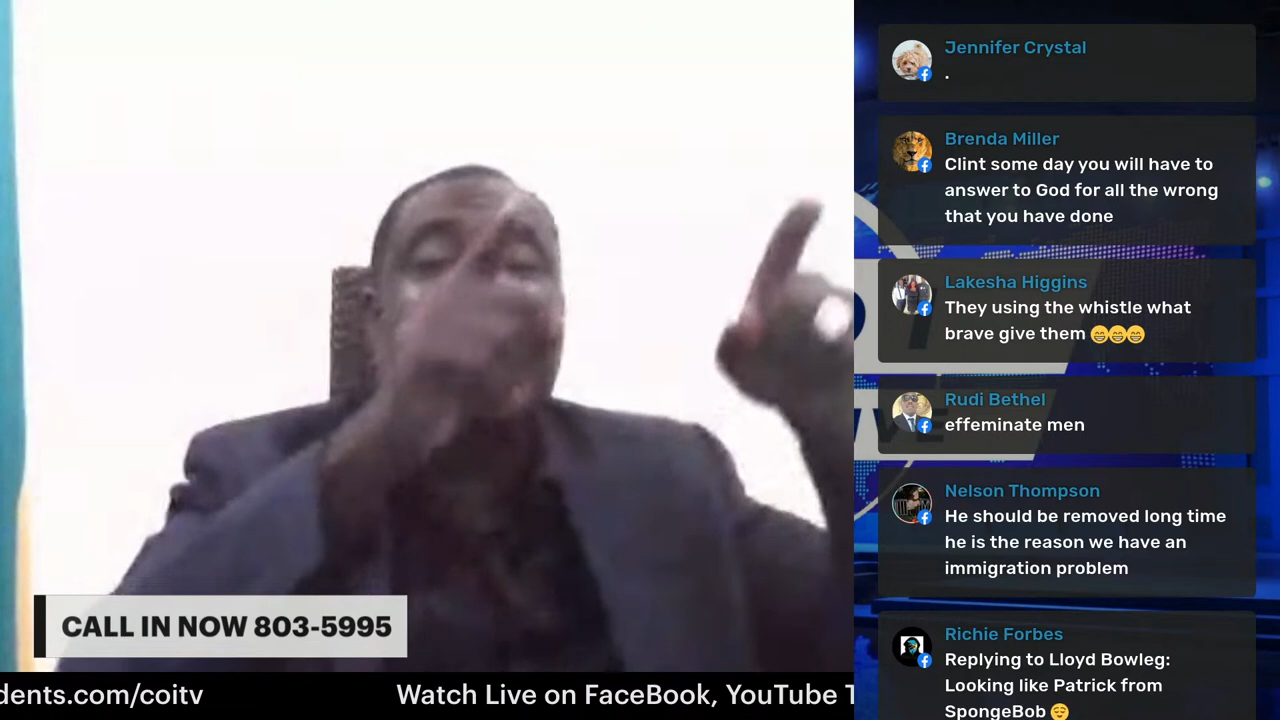 CALL IN NOW 803-5995
dents.com/coitv
Watch Live on FaceBook, YouTube T
Jennifer Crystal
.
Brenda Miller
Clint some day you will have to
answer to God for all the wrong
that you have done
Lakesha Higgins
They using the whistle what
brave give them 😁😁😁
Rudi Bethel
effeminate men
Nelson Thompson
He should be removed long time
he is the reason we have an
immigration problem
Richie Forbes
Replying to Lloyd Bowleg:
Looking like Patrick from
SpongeBob 😌